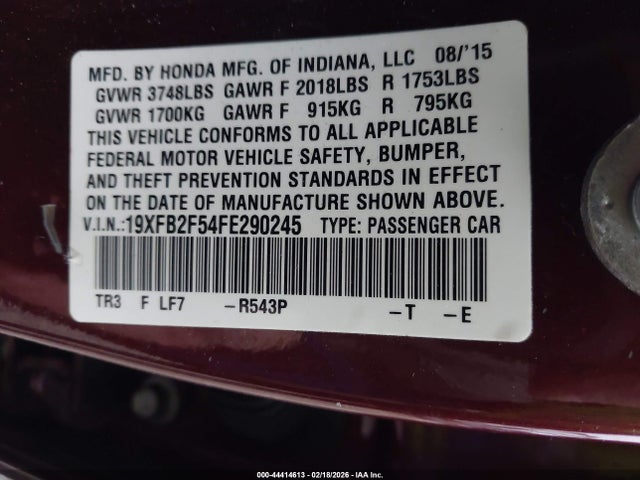 MFD. BY HONDA MFG. OF INDIANA, LLC 08/'15
GVWR 3748LBS GAWR F 2018LBS R 1753LBS
GVWR 1700KG GAWR F 915KG R 795KG
THIS VEHICLE CONFORMS TO ALL APPLICABLE
FEDERAL MOTOR VEHICLE SAFETY, BUMPER,
AND THEFT PREVENTION STANDARDS IN EFFECT
ON THE DATE OF MANUFACTURE SHOWN ABOVE.
V.I.N.:19XFB2F54FE290245 TYPE: PASSENGER CAR
TR3 F LF7 –R543P –T –E
000-44414613 - 02/18/2026 - IAA Inc.